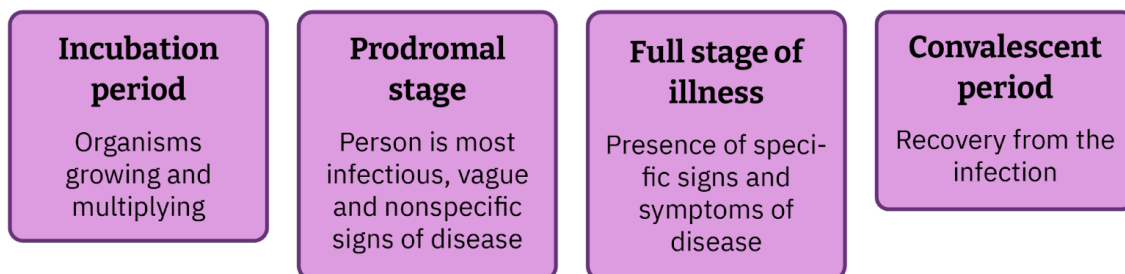 Incubation
period
Organisms
growing and
multiplying
Prodromal
stage
Person is most
infectious, vague
and nonspecific
signs of disease
Full stage of
illness
Presence of speci-
fic signs and
symptoms of
disease
Convalescent
period
Recovery from the
infection